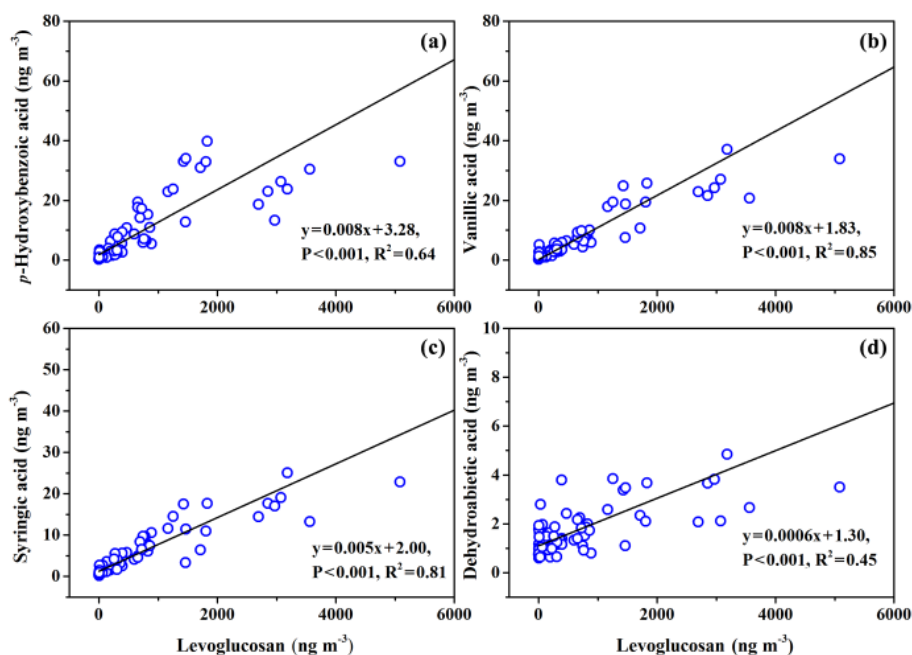 80
60
40
20
0
p-Hydroxybenzoic acid (ng m-3)
(a)
y=0.008x+3.28,
P<0.001, R2=0.64
0 2000 4000 6000
80
60
40
20
0
Vanillic acid (ng m-3)
(b)
y=0.008x+1.83,
P<0.001, R2=0.85
0 2000 4000 6000
60
50
40
30
20
10
0
Syringic acid (ng m-3)
(c)
y=0.005x+2.00,
P<0.001, R2=0.81
0 2000 4000 6000
Levoglucosan (ng m-3)
10
8
6
4
2
0
Dehydroabietic acid (ng m-3)
(d)
y=0.0006x+1.30,
P<0.001, R2=0.45
0 2000 4000 6000
Levoglucosan (ng m-3)